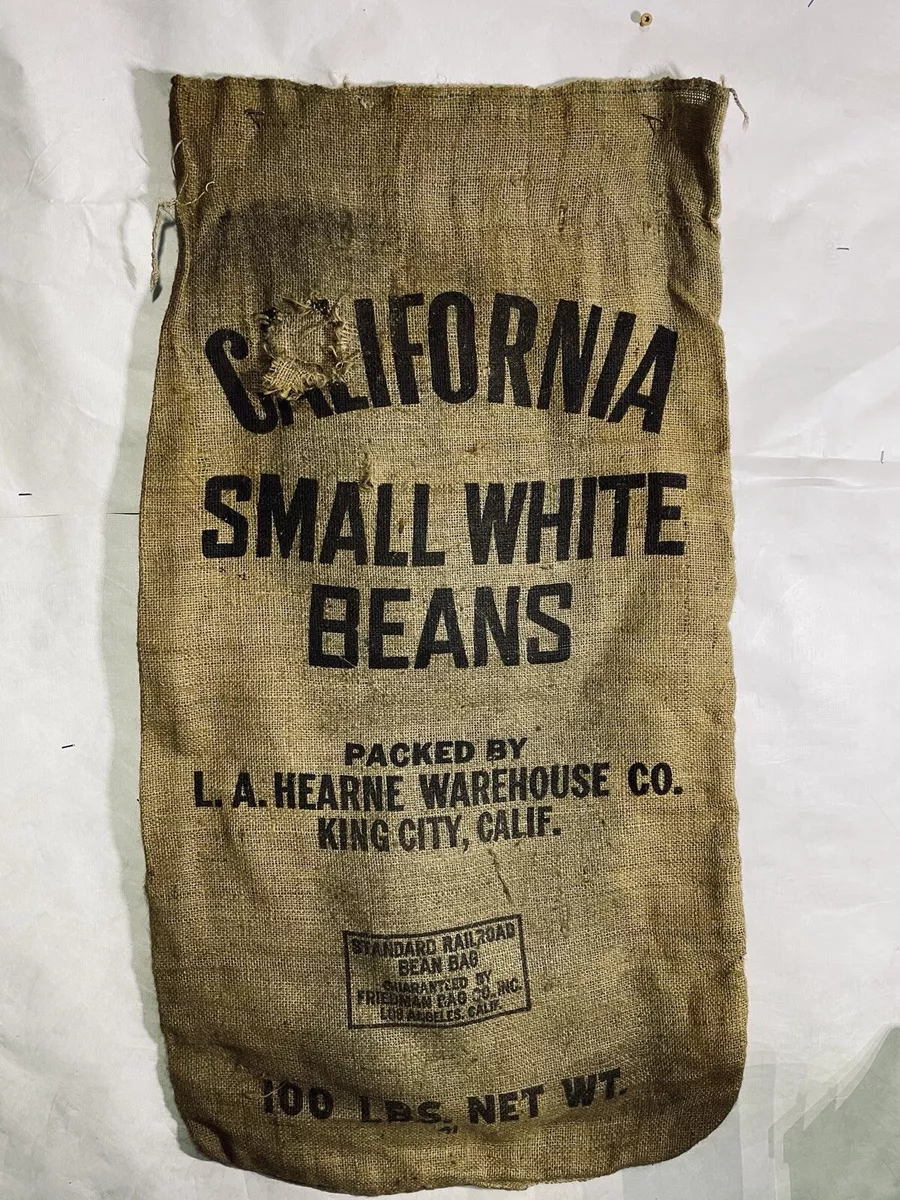 CALIFORNIA
SMALL WHITE
BEANS
PACKED BY
L. A. HEARNE WAREHOUSE CO.
KING CITY, CALIF.
STANDARD RAILROAD
BEAN BAG
GUARANTEED BY
FRIEDMAN BAG CO., INC.
LOS ANGELES, CALIF.
100 LBS. NET WT.